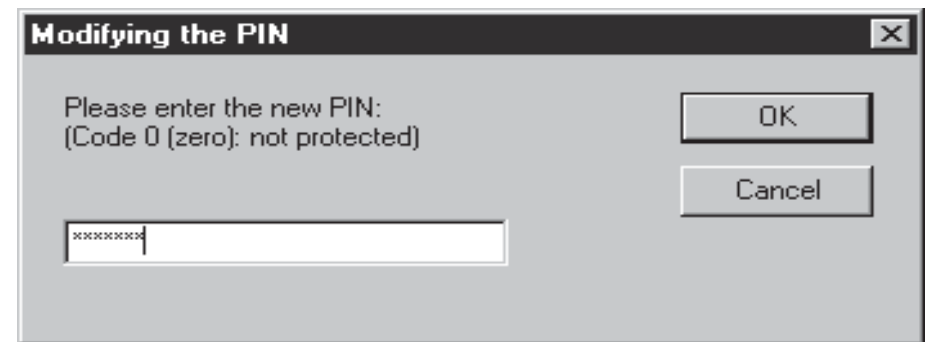 Modifying the PIN
Please enter the new PIN:
(Code 0 (zero): not protected)
OK
Cancel
*******